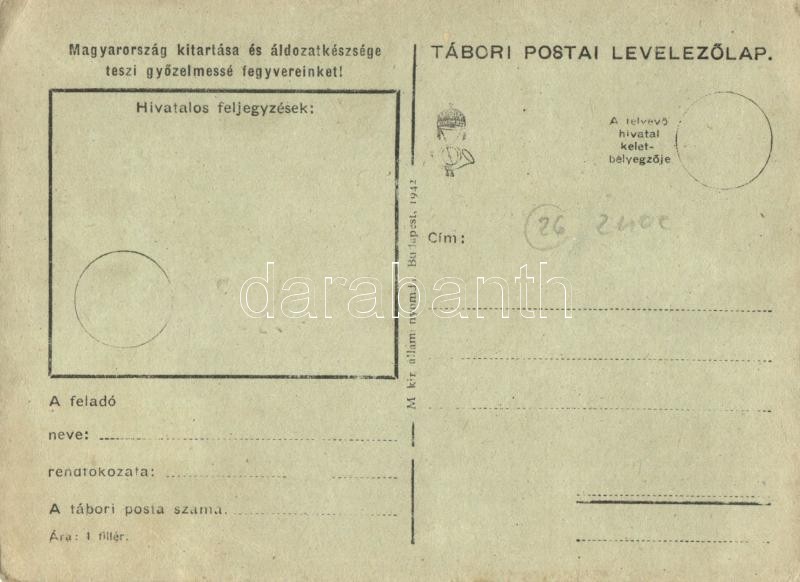 Magyarország kitartása és áldozatkészsége
teszi győzelmessé fegyvereinket!
Hivatalos feljegyzések:
A feladó
neve:
rendfokozata:
A tábori posta száma.
Ára: 1 fillér.
M. kir. állami nyomda, Budapest, 1942
TÁBORI POSTAI LEVELEZŐLAP.
A felvevő
hivatal
kelet-
bélyegzője
26
Cím:
darabanth